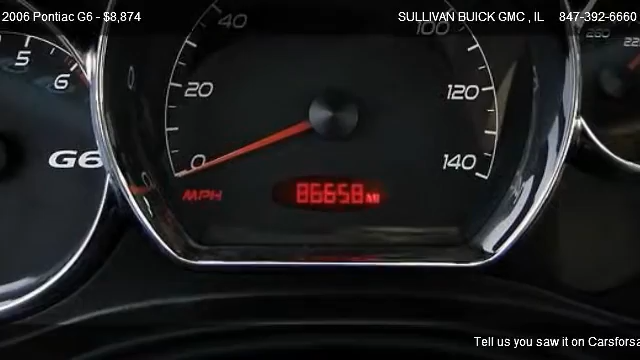 2006 Pontiac G6 - $8,874 SULLIVAN BUICK GMC , IL 847-392-6660
40 100 260
5
6 20 120
G6 0 140
MPH 86658
Tell us you saw it on Carsforsa